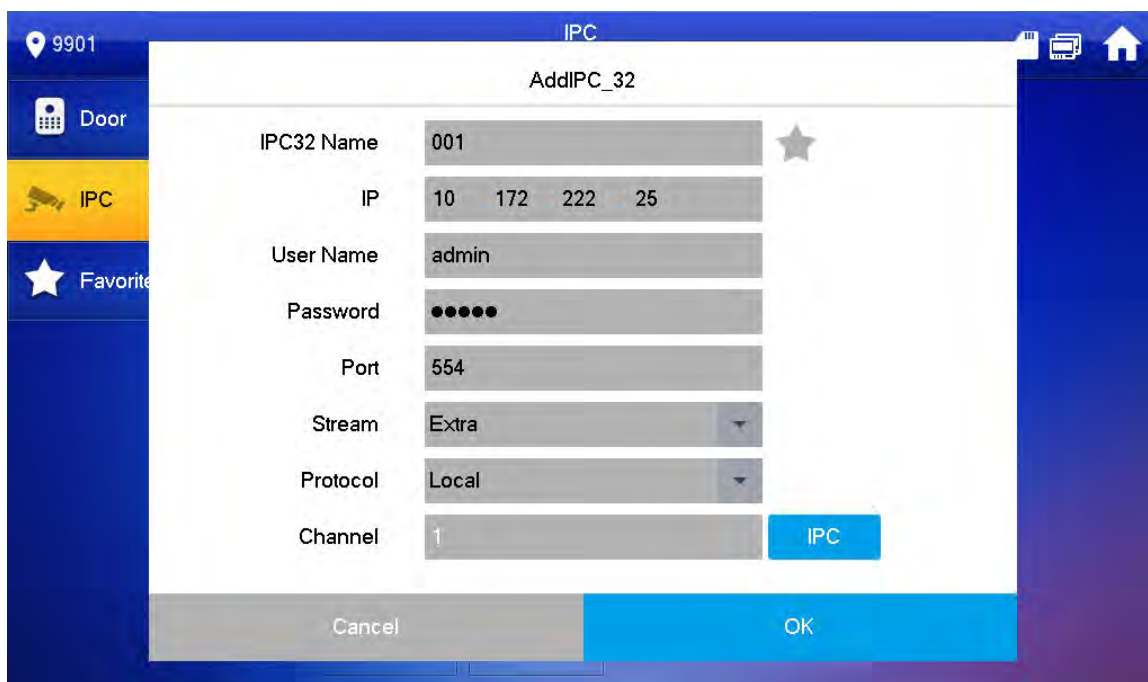 9901
IPC
Door
IPC
Favorite
AddIPC_32
IPC32 Name 001
IP 10 172 222 25
User Name admin
Password ●●●●●
Port 554
Stream Extra
Protocol Local
Channel 1 IPC
Cancel OK